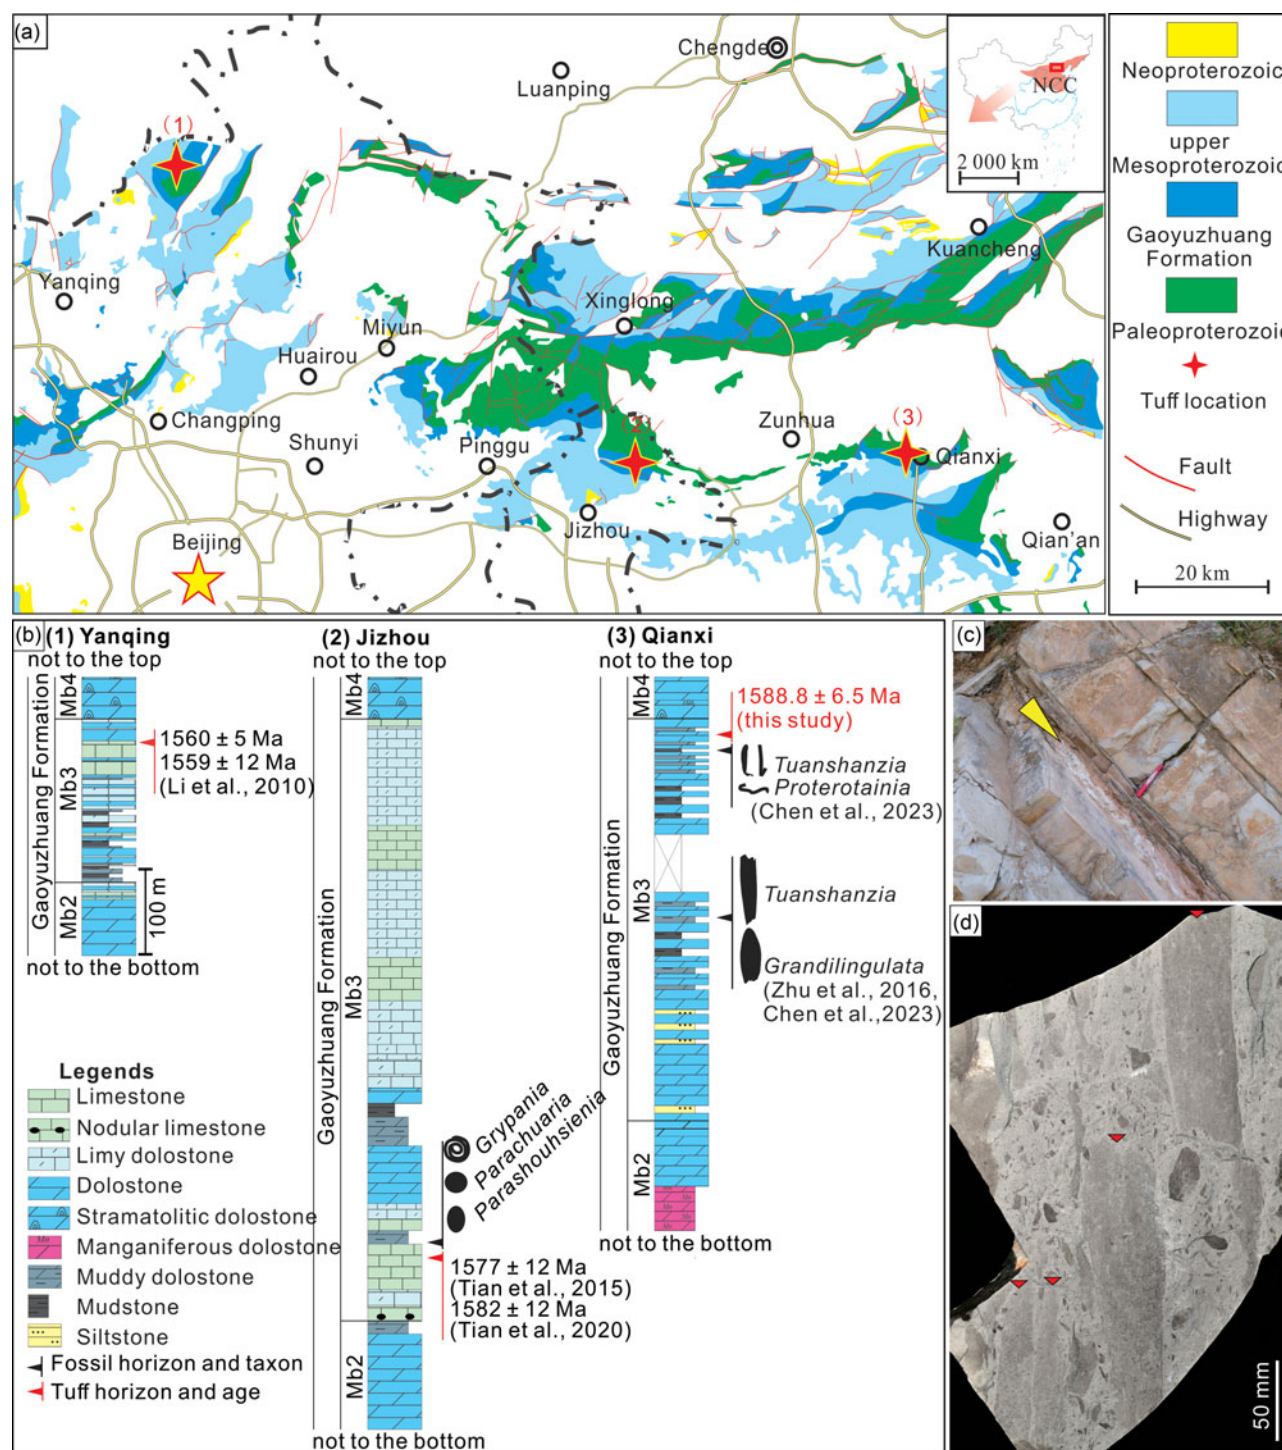 (a)
Chengde
Luanping
NCC
2 000 km
(1)
Kuancheng
Yanqing
Xinglong
Miyun
Huairou
Changping
Shunyi
Pinggu
(2)
Zunhua
(3)
Qianxi
Jizhou
Qian'an
Beijing
Neoproterozoic
upper
Mesoproterozoic
Gaoyuzhuang
Formation
Paleoproterozoic
Tuff location
Fault
Highway
20 km
(b)
(1) Yanqing
not to the top
Gaoyuzhuang Formation
Mb4
Mb3
Mb2
1560 ± 5 Ma
1559 ± 12 Ma
(Li et al., 2010)
100 m
not to the bottom
Legends
Limestone
Nodular limestone
Limy dolostone
Dolostone
Stramatolitic dolostone
Manganiferous dolostone
Muddy dolostone
Mudstone
Siltstone
Fossil horizon and taxon
Tuff horizon and age
(2) Jizhou
not to the top
Gaoyuzhuang Formation
Mb4
Mb3
Mb2
Grypania
Parachuaria
Parashouhsienia
1577 ± 12 Ma
(Tian et al., 2015)
1582 ± 12 Ma
(Tian et al., 2020)
not to the bottom
(3) Qianxi
not to the top
Gaoyuzhuang Formation
Mb4
Mb3
Mb2
1588.8 ± 6.5 Ma
(this study)
Tuanshanzia
Proterotainia
(Chen et al., 2023)
Tuanshanzia
Grandilingulata
(Zhu et al., 2016,
Chen et al.,2023)
not to the bottom
(c)
(d)
50 mm